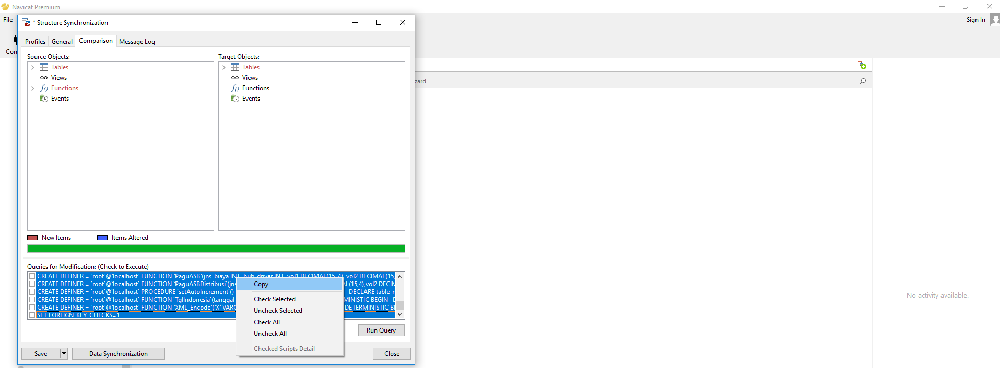 Navicat Premium
File
Sign In
Con
* Structure Synchronization
Profiles General Comparison Message Log
Source Objects:
Tables
Views
Functions
Events
Target Objects:
Tables
Views
Functions
Events
zard
New Items Items Altered
Queries for Modification: (Check to Execute)
CREATE DEFINER = `root`@`localhost` FUNCTION `PaguASB`(jns_biaya INT, hub_driver INT, vol1 DECIMAL(15, 4), vol2 DECIMAL(15,
CREATE DEFINER = `root`@`localhost` FUNCTION `PaguASBDistribusi`(jns AL(15,4),vol2 DECIM
CREATE DEFINER = `root`@`localhost` PROCEDURE `setAutoIncrement`() DECLARE table_n
CREATE DEFINER = `root`@`localhost` FUNCTION `TglIndonesia`(tanggal MINISTIC BEGIN
CREATE DEFINER = `root`@`localhost` FUNCTION `XML_Encode`(`X` VARC DETERMINISTIC BE
SET FOREIGN_KEY_CHECKS=1
Copy
Check Selected
Uncheck Selected
Check All
Uncheck All
Checked Scripts Detail
Run Query
Save
Data Synchronization
Close
No activity available.